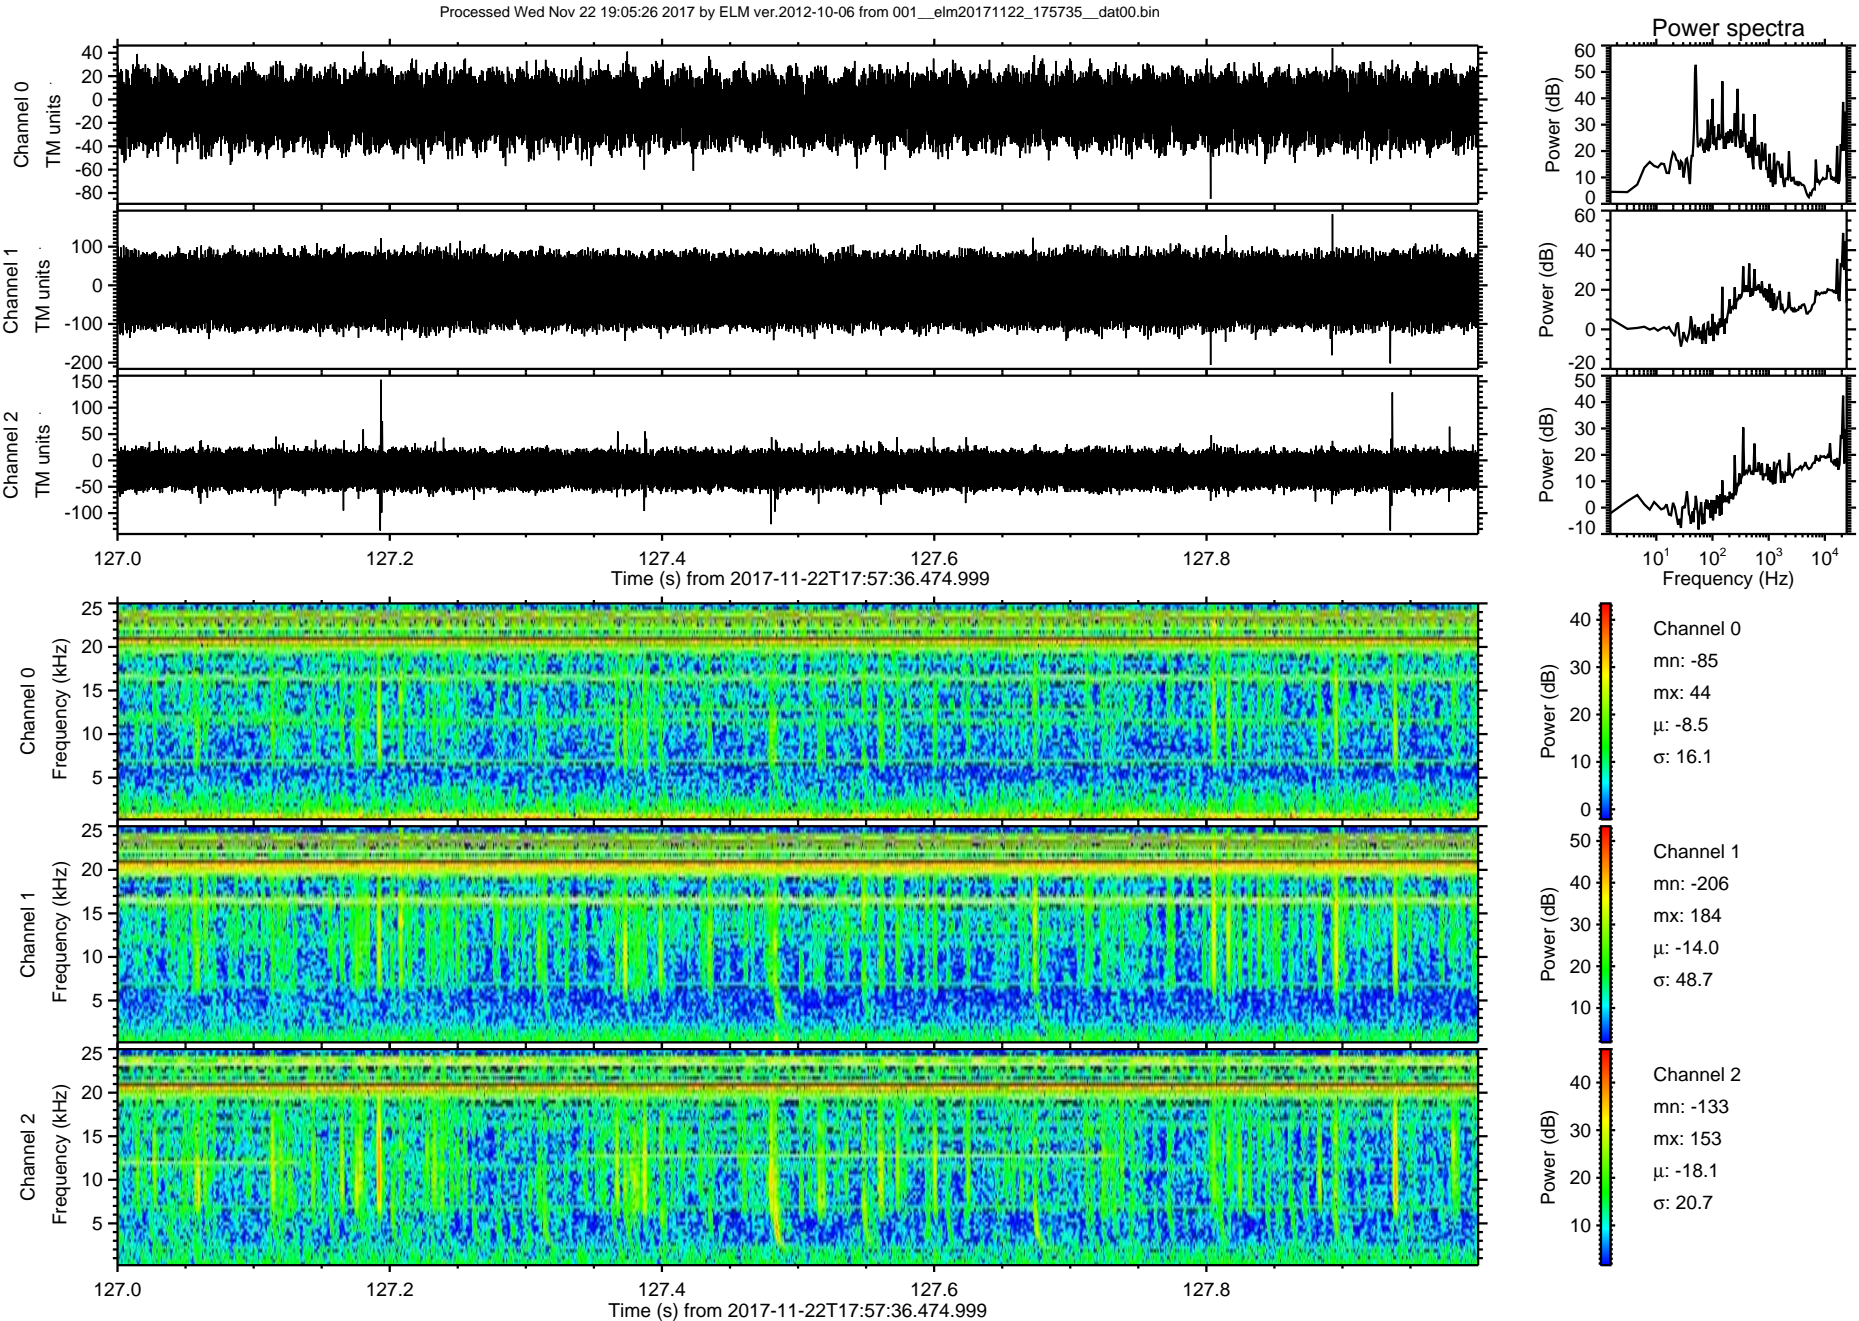 Processed Wed Nov 22 19:05:26 2017 by ELM ver.2012-10-06 from 001__elm20171122_175735__dat00.bin
Power spectra
Channel 0
TM units
40
20
0
-20
-40
-60
-80
Power (dB)
60
50
40
30
20
10
0
Channel 1
TM units
100
0
-100
-200
Power (dB)
60
40
20
0
-20
Channel 2
TM units
150
100
50
0
-50
-100
Power (dB)
50
40
30
20
10
0
-10
127.0 127.2 127.4 127.6 127.8
Time (s) from 2017-11-22T17:57:36.474.999
10¹ 10² 10³ 10⁴
Frequency (Hz)
Channel 0
Frequency (kHz)
25
20
15
10
5
Power (dB)
40
30
20
10
0
Channel 0
mn: -85
mx: 44
µ: -8.5
σ: 16.1
Channel 1
Frequency (kHz)
25
20
15
10
5
Power (dB)
50
40
30
20
10
Channel 1
mn: -206
mx: 184
µ: -14.0
σ: 48.7
Channel 2
Frequency (kHz)
25
20
15
10
5
Power (dB)
40
30
20
10
Channel 2
mn: -133
mx: 153
µ: -18.1
σ: 20.7
127.0 127.2 127.4 127.6 127.8
Time (s) from 2017-11-22T17:57:36.474.999